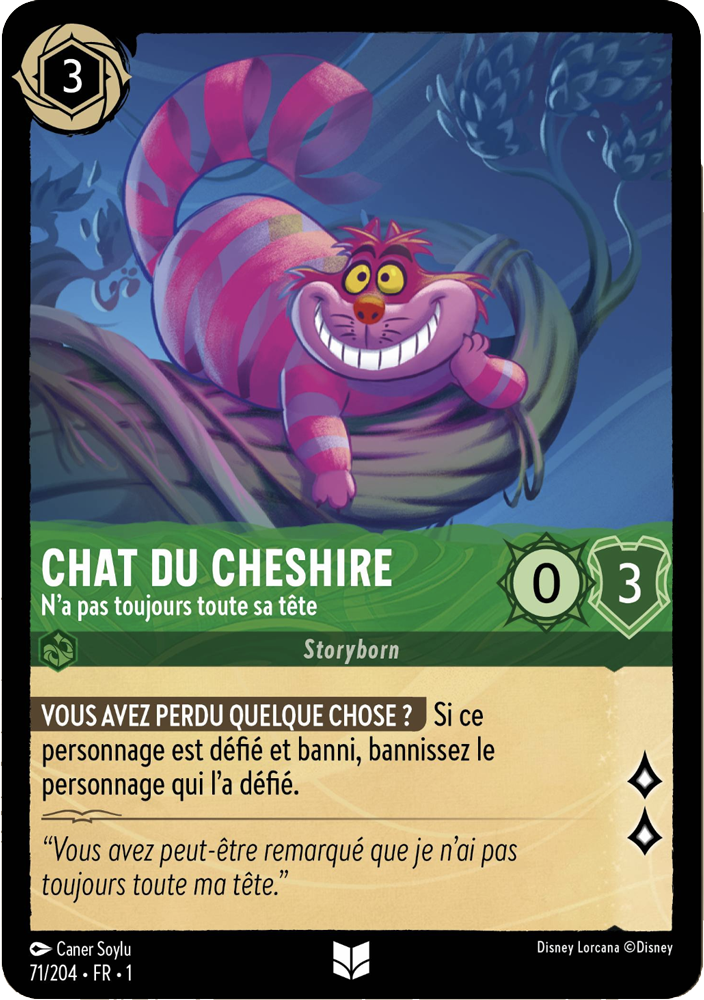 3
CHAT DU CHESHIRE
N'a pas toujours toute sa tête
0
3
Storyborn
VOUS AVEZ PERDU QUELQUE CHOSE ? Si ce
personnage est défié et banni, bannissez le
personnage qui l'a défié.
“Vous avez peut-être remarqué que je n'ai pas
toujours toute ma tête.”
Caner Soylu
Disney Lorcana ©Disney
71/204 • FR • 1